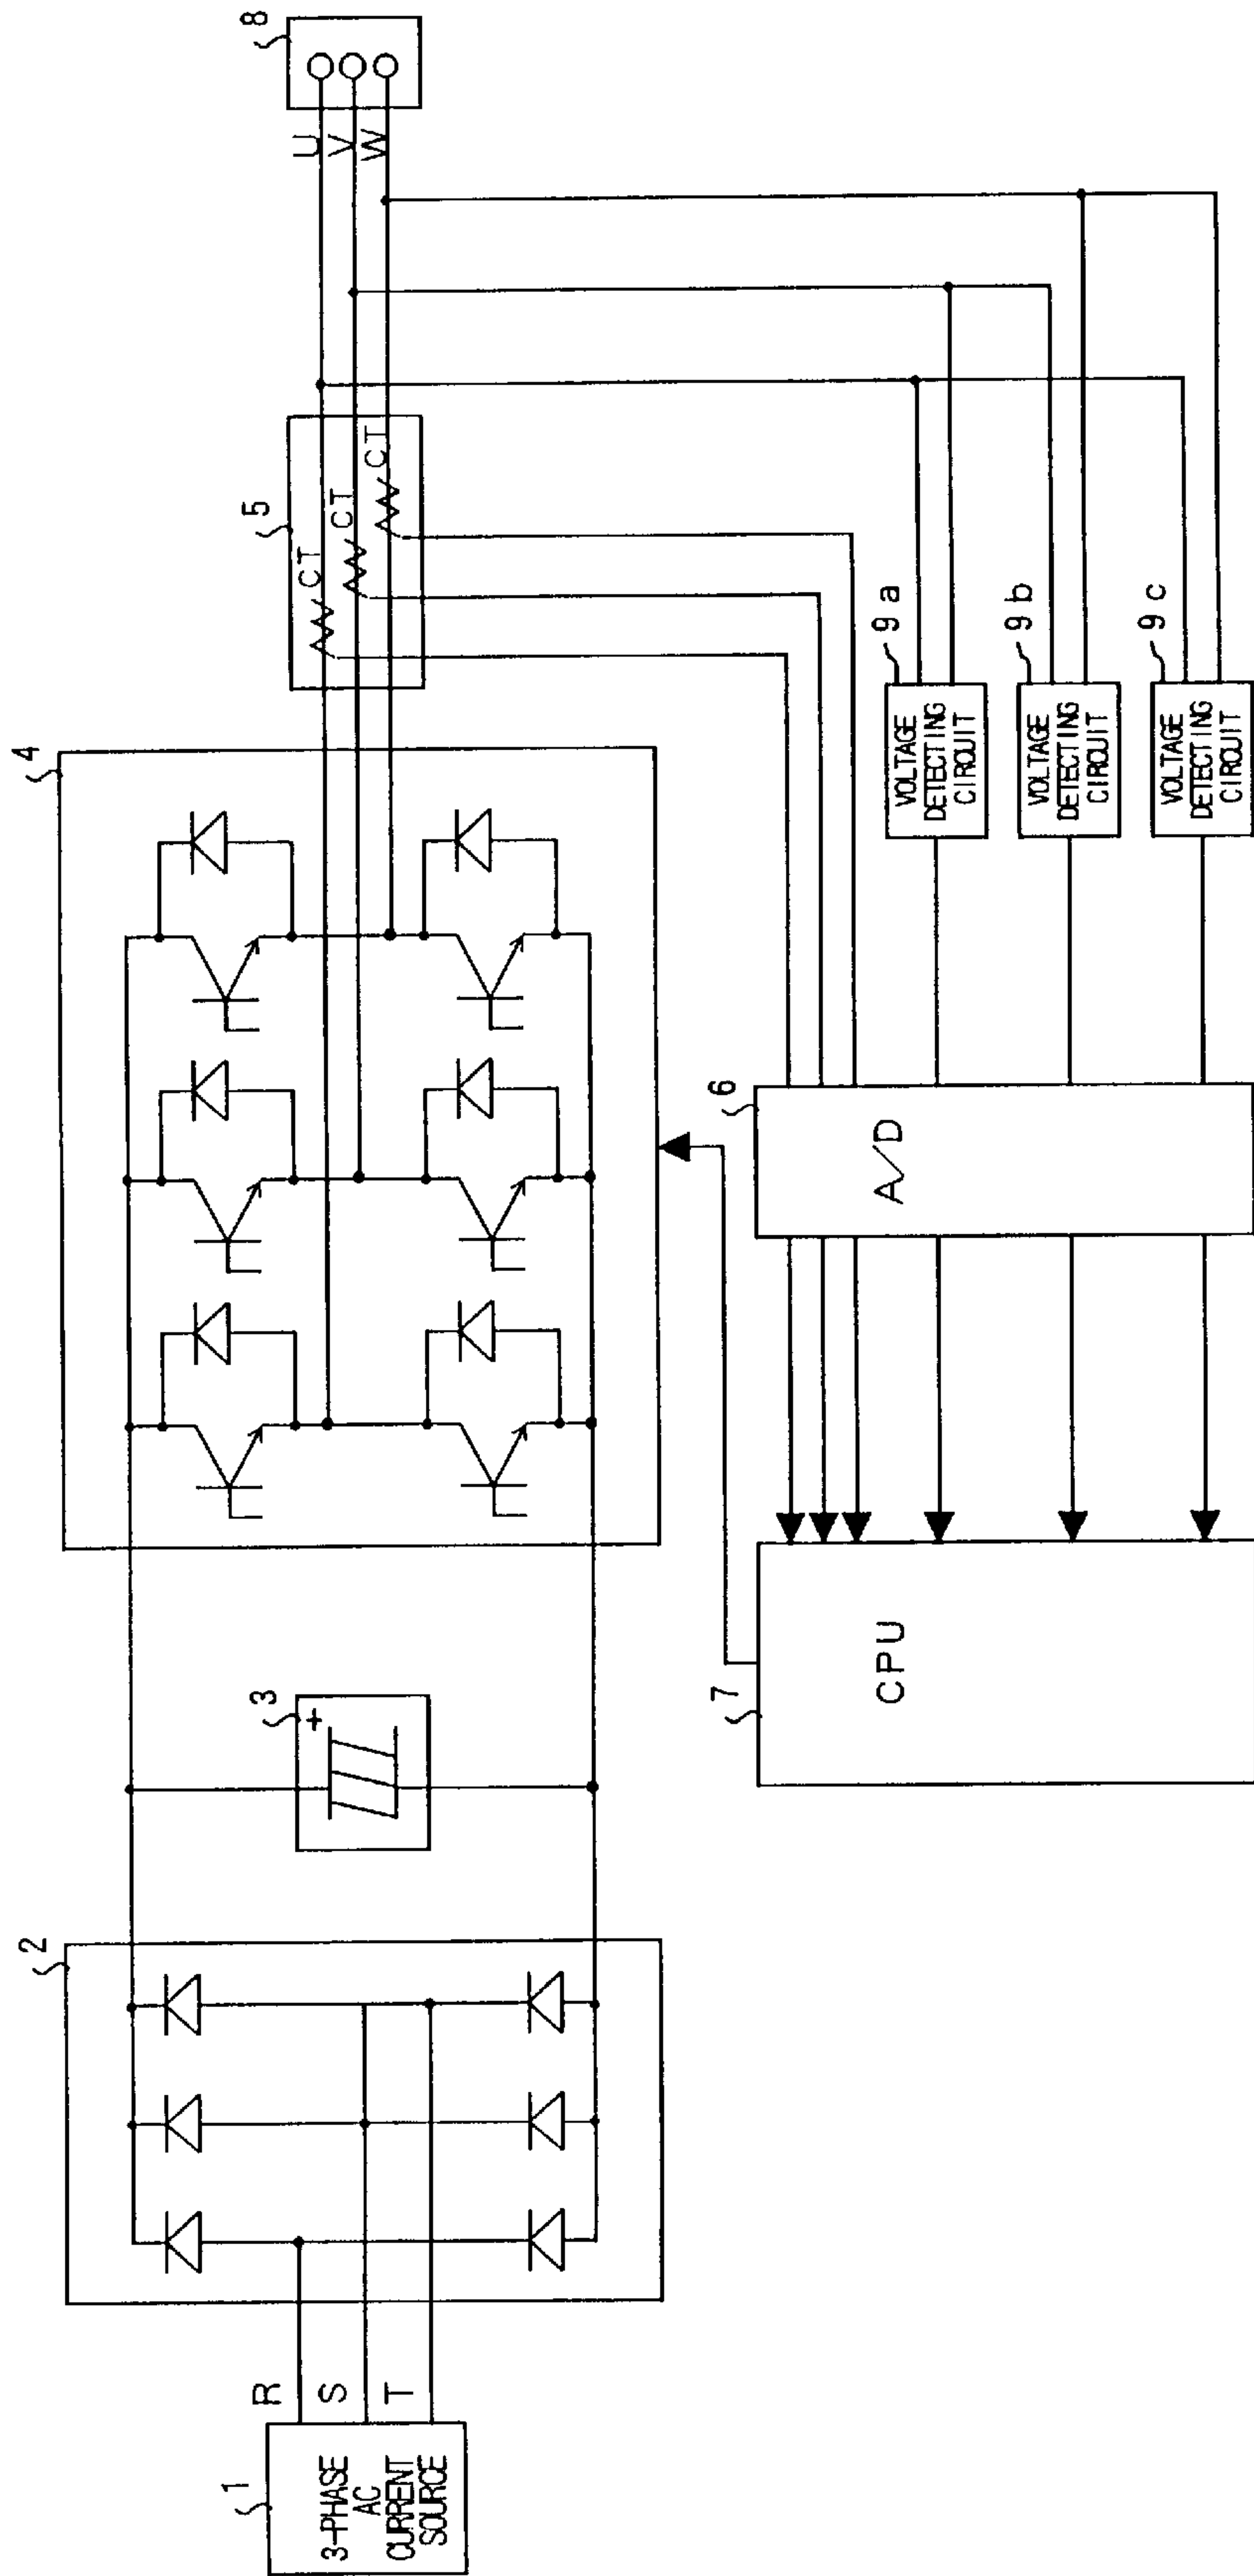 1
3-PHASE
AC
CURRENT
SOURCE
R
S
T
2
3
+
4
5
CT
CT
CT
U
V
W
8
7
CPU
6
A/D
9a
VOLTAGE
DETECTING
CIRCUIT
9b
VOLTAGE
DETECTING
CIRCUIT
9c
VOLTAGE
DETECTING
CIRCUIT